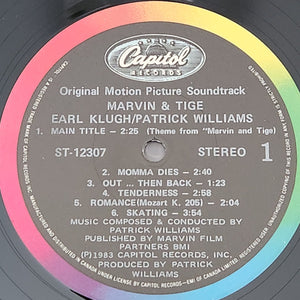 Capitol
RECORDS
Original Motion Picture Soundtrack
MARVIN & TIGE
EARL KLUGH/PATRICK WILLIAMS
1. MAIN TITLE - 2:25 (Theme from "Marvin and Tige)
ST-12307
STEREO 1
2. MOMMA DIES - 2:20
3. OUT ... THEN BACK - 1:23
4. TENDERNESS - 2:58
5. ROMANCE(Mozart K. 205) - 2:04
6. SKATING - 3:54
MUSIC COMPOSED & CONDUCTED BY
PATRICK WILLIAMS
PUBLISHED BY MARVIN FILM
PARTNERS BMI
(P)1983 CAPITOL RECORDS, INC.
PRODUCED BY PATRICK
WILLIAMS